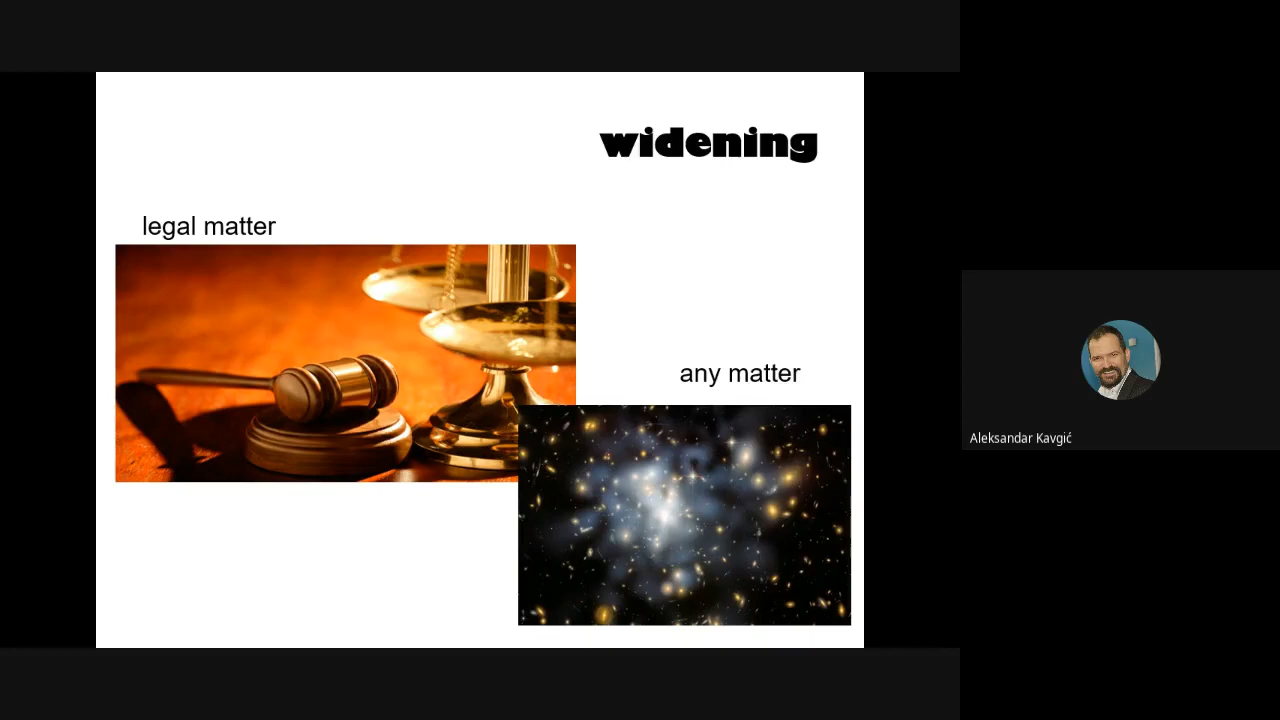 widening
legal matter
any matter
Aleksandar Kavgić